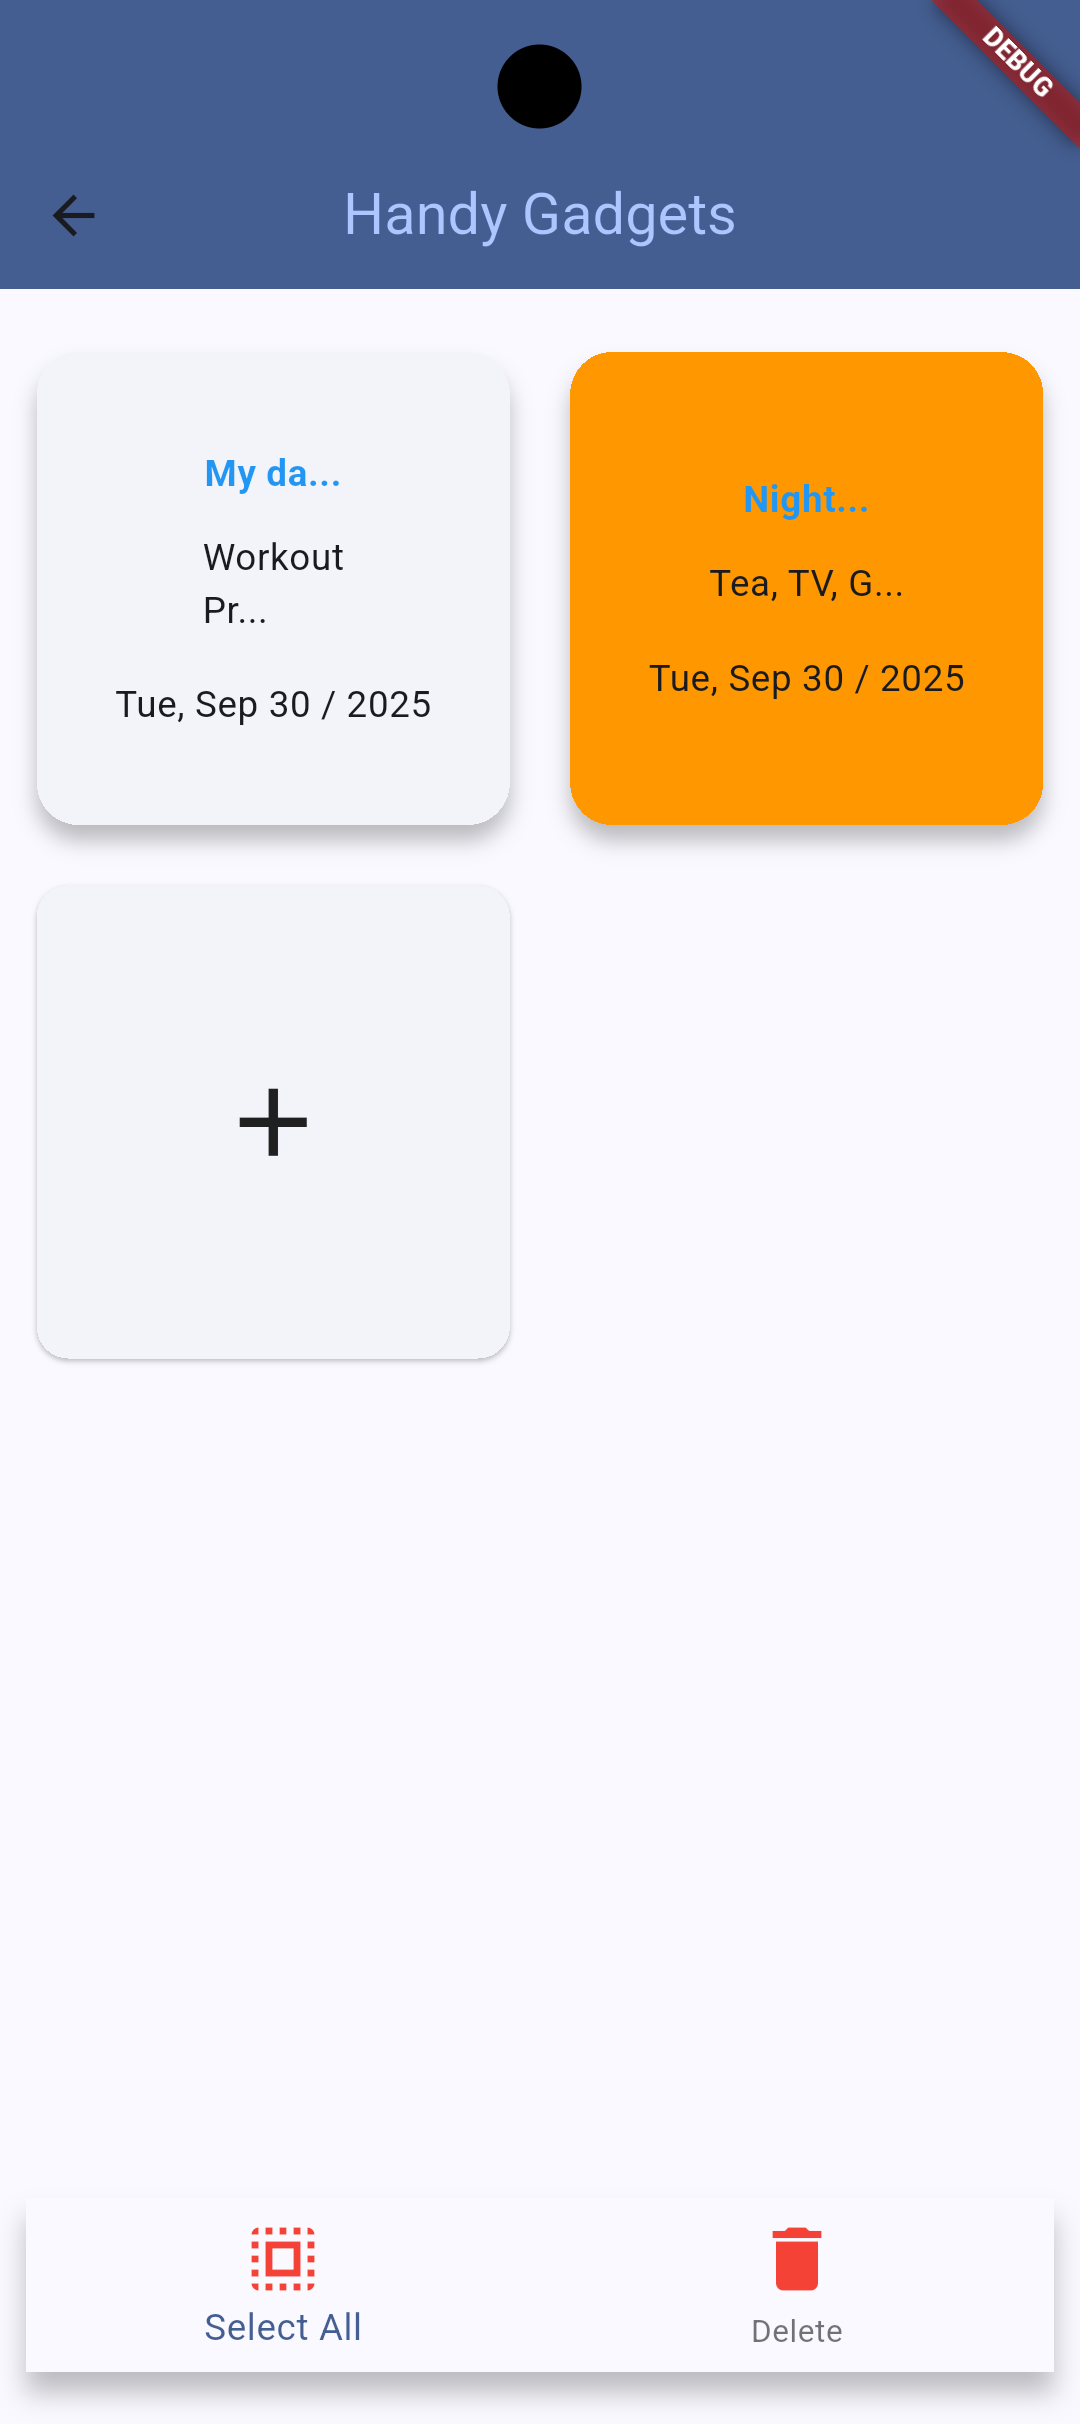 DEBUG
Handy Gadgets
My da...
Workout
Pr...
Tue, Sep 30 / 2025
Night...
Tea, TV, G...
Tue, Sep 30 / 2025
Select All
Delete